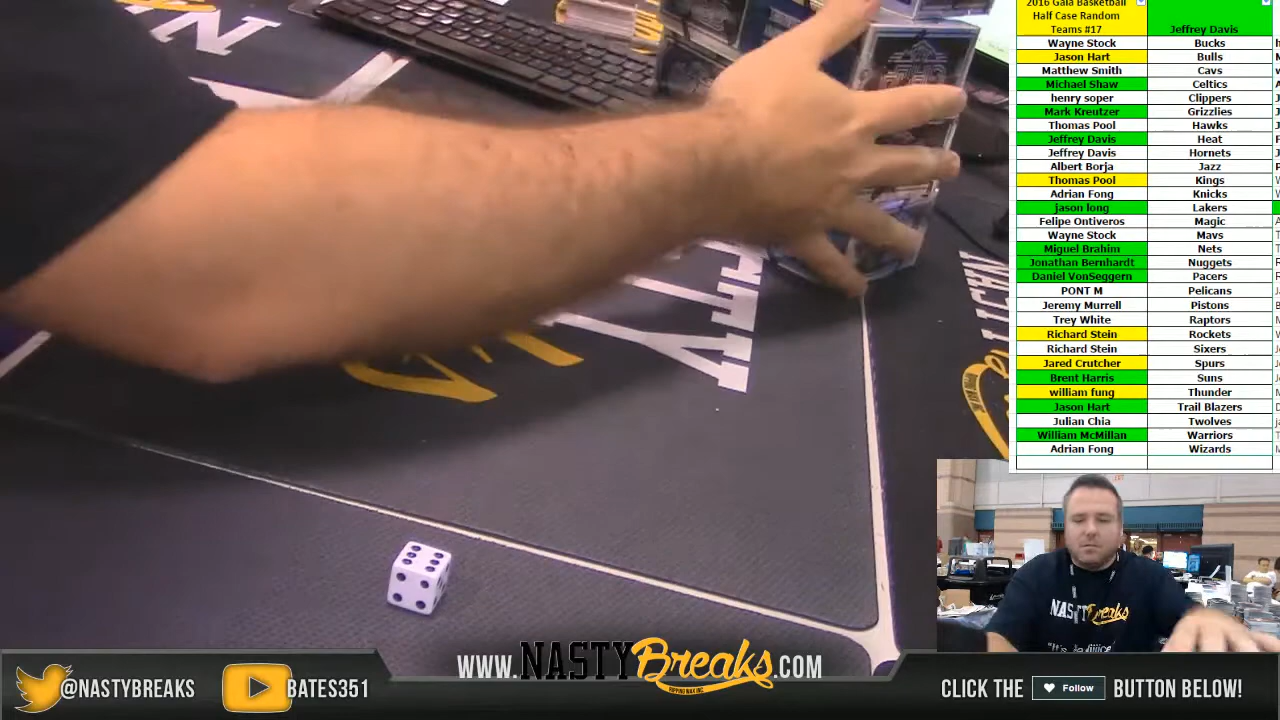 2016 Gala Basketball
Half Case Random
Teams #17
Jeffrey Davis
Wayne Stock Bucks
Jason Hart Bulls
Matthew Smith Cavs
Michael Shaw Celtics
henry soper Clippers
Mark Kreutzer Grizzlies
Thomas Pool Hawks
Jeffrey Davis Heat
Jeffrey Davis Hornets
Albert Borja Jazz
Thomas Pool Kings
Adrian Fong Knicks
jason long Lakers
Felipe Ontiveros Magic
Wayne Stock Mavs
Miguel Brahim Nets
Jonathan Bernhardt Nuggets
Daniel VonSeggern Pacers
PONT M Pelicans
Jeremy Murrell Pistons
Trey White Raptors
Richard Stein Rockets
Richard Stein Sixers
Jared Crutcher Spurs
Brent Harris Suns
william fung Thunder
Jason Hart Trail Blazers
Julian Chia Twolves
William McMillan Warriors
Adrian Fong Wizards
NASTY Breaks
@NASTYBREAKS
BATES351
WWW.NASTYBreaks.COM
RIPPING WAX INC.
CLICK THE Follow BUTTON BELOW!